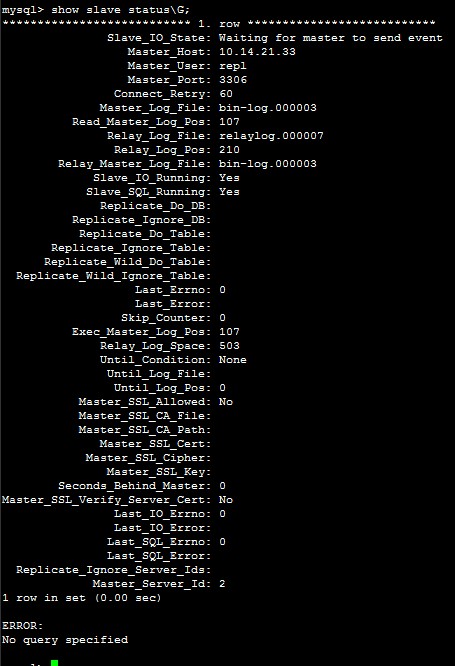 mysql> show slave status\G;
*************************** 1. row ***************************
Slave_IO_State: Waiting for master to send event
Master_Host: 10.14.21.33
Master_User: repl
Master_Port: 3306
Connect_Retry: 60
Master_Log_File: bin-log.000003
Read_Master_Log_Pos: 107
Relay_Log_File: relaylog.000007
Relay_Log_Pos: 210
Relay_Master_Log_File: bin-log.000003
Slave_IO_Running: Yes
Slave_SQL_Running: Yes
Replicate_Do_DB:
Replicate_Ignore_DB:
Replicate_Do_Table:
Replicate_Ignore_Table:
Replicate_Wild_Do_Table:
Replicate_Wild_Ignore_Table:
Last_Errno: 0
Last_Error:
Skip_Counter: 0
Exec_Master_Log_Pos: 107
Relay_Log_Space: 503
Until_Condition: None
Until_Log_File:
Until_Log_Pos: 0
Master_SSL_Allowed: No
Master_SSL_CA_File:
Master_SSL_CA_Path:
Master_SSL_Cert:
Master_SSL_Cipher:
Master_SSL_Key:
Seconds_Behind_Master: 0
Master_SSL_Verify_Server_Cert: No
Last_IO_Errno: 0
Last_IO_Error:
Last_SQL_Errno: 0
Last_SQL_Error:
Replicate_Ignore_Server_Ids:
Master_Server_Id: 2
1 row in set (0.00 sec)
ERROR:
No query specified